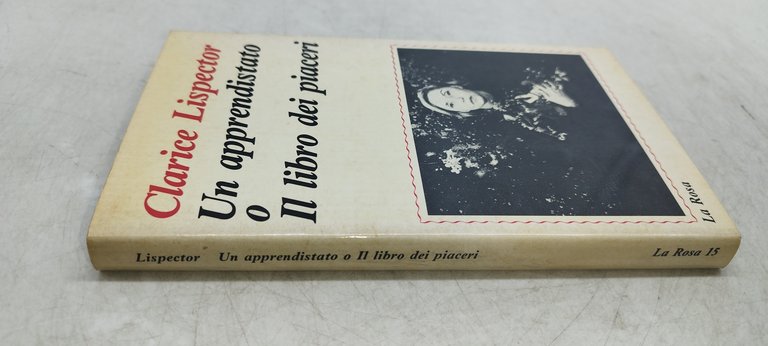 Clarice Lispector
Un apprendistato
o
Il libro dei piaceri
La Rosa
Lispector Un apprendistato o Il libro dei piaceri La Rosa 15